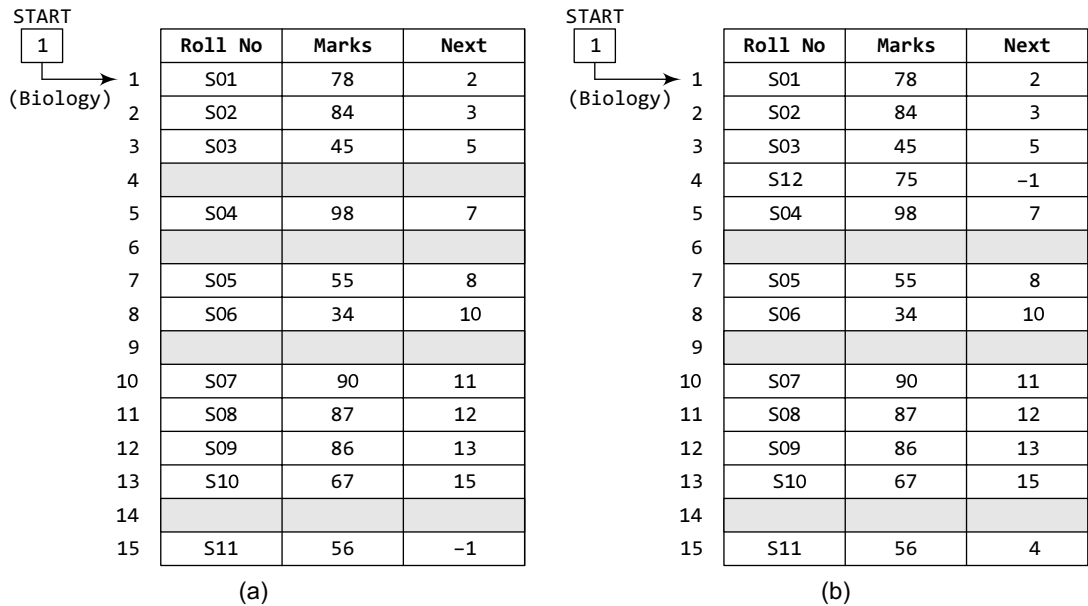 START
1
(Biology)
Roll No Marks Next
1 S01 78 2
2 S02 84 3
3 S03 45 5
4
5 S04 98 7
6
7 S05 55 8
8 S06 34 10
9
10 S07 90 11
11 S08 87 12
12 S09 86 13
13 S10 67 15
14
15 S11 56 –1
(a)
START
1
(Biology)
Roll No Marks Next
1 S01 78 2
2 S02 84 3
3 S03 45 5
4 S12 75 –1
5 S04 98 7
6
7 S05 55 8
8 S06 34 10
9
10 S07 90 11
11 S08 87 12
12 S09 86 13
13 S10 67 15
14
15 S11 56 4
(b)